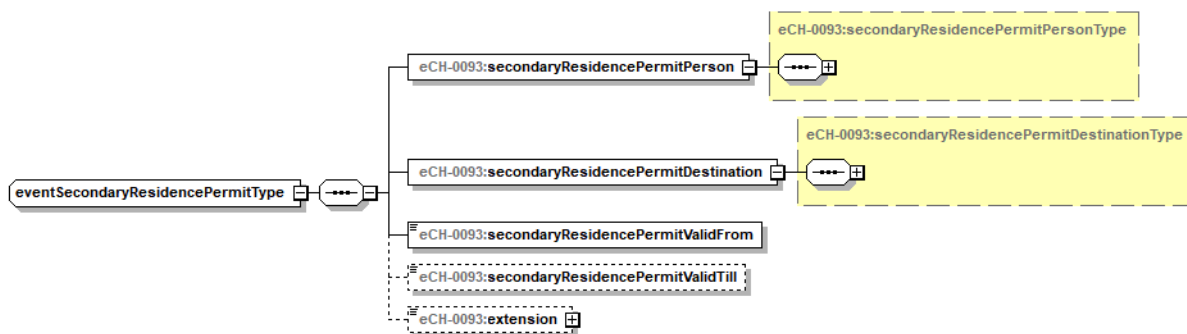 eCH-0093:secondaryResidencePermitPersonType
eCH-0093:secondaryResidencePermitPerson
eCH-0093:secondaryResidencePermitDestinationType
eCH-0093:secondaryResidencePermitDestination
eventSecondaryResidencePermitType
eCH-0093:secondaryResidencePermitValidFrom
eCH-0093:secondaryResidencePermitValidTill
eCH-0093:extension